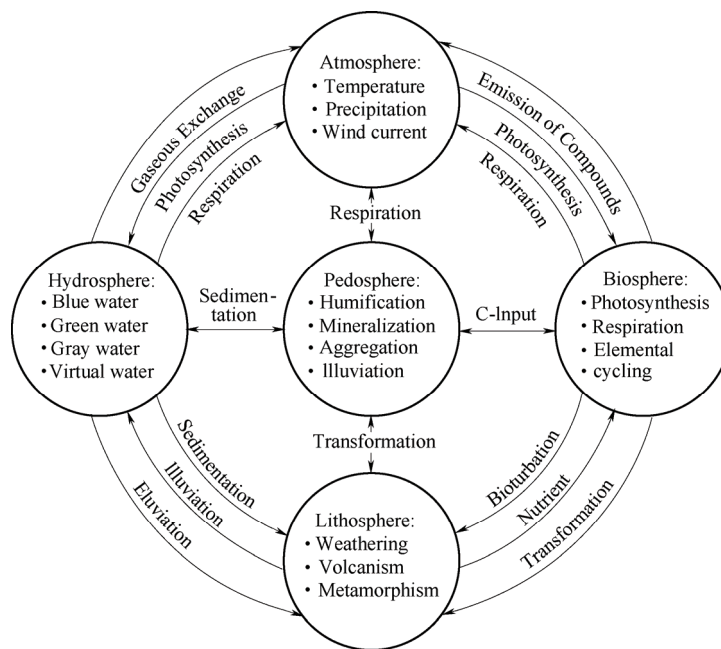 Atmosphere:
• Temperature
• Precipitation
• Wind current
Gaseous Exchange
Photosynthesis
Respiration
Emission of Compounds
Photosynthesis
Respiration
Respiration
Hydrosphere:
• Blue water
• Green water
• Gray water
• Virtual water
Sedimen-
tation
Pedosphere:
• Humification
• Mineralization
• Aggregation
• Illuviation
C-Input
Biosphere:
• Photosynthesis
• Respiration
• Elemental
• cycling
Transformation
Sedimentation
Illuviation
Eluviation
Bioturbation
Nutrient
Transformation
Lithosphere:
• Weathering
• Volcanism
• Metamorphism